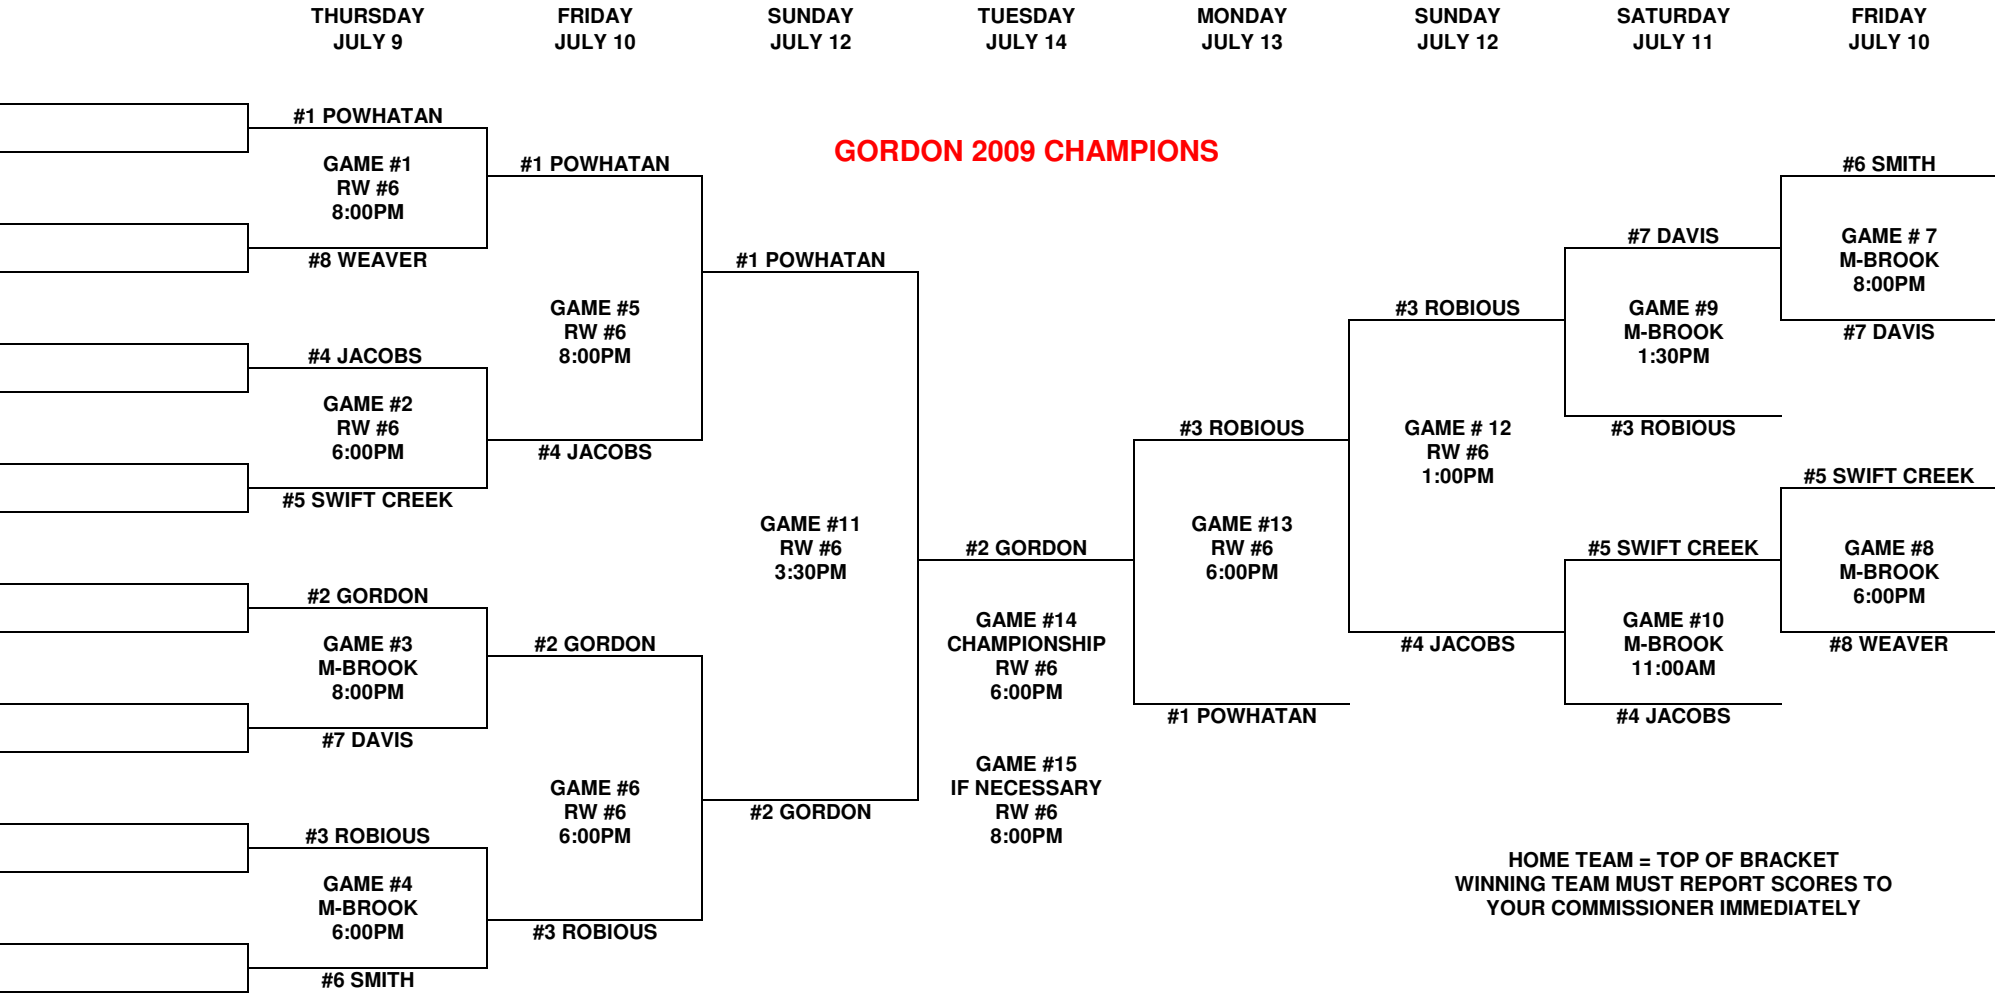 THURSDAY
JULY 9
FRIDAY
JULY 10
SUNDAY
JULY 12
TUESDAY
JULY 14
MONDAY
JULY 13
SUNDAY
JULY 12
SATURDAY
JULY 11
FRIDAY
JULY 10
GORDON 2009 CHAMPIONS
#1 POWHATAN
GAME #1
RW #6
8:00PM
#8 WEAVER
#4 JACOBS
GAME #2
RW #6
6:00PM
#5 SWIFT CREEK
#2 GORDON
GAME #3
M-BROOK
8:00PM
#7 DAVIS
#3 ROBIOUS
GAME #4
M-BROOK
6:00PM
#6 SMITH
#1 POWHATAN
GAME #5
RW #6
8:00PM
#4 JACOBS
#2 GORDON
GAME #6
RW #6
6:00PM
#3 ROBIOUS
#1 POWHATAN
GAME #11
RW #6
3:30PM
#2 GORDON
#2 GORDON
GAME #14
CHAMPIONSHIP
RW #6
6:00PM
GAME #15
IF NECESSARY
RW #6
8:00PM
#3 ROBIOUS
GAME #13
RW #6
6:00PM
#1 POWHATAN
#3 ROBIOUS
GAME # 12
RW #6
1:00PM
#4 JACOBS
#7 DAVIS
GAME #9
M-BROOK
1:30PM
#3 ROBIOUS
#5 SWIFT CREEK
GAME #10
M-BROOK
11:00AM
#4 JACOBS
#6 SMITH
GAME # 7
M-BROOK
8:00PM
#7 DAVIS
#5 SWIFT CREEK
GAME #8
M-BROOK
6:00PM
#8 WEAVER
HOME TEAM = TOP OF BRACKET
WINNING TEAM MUST REPORT SCORES TO
YOUR COMMISSIONER IMMEDIATELY